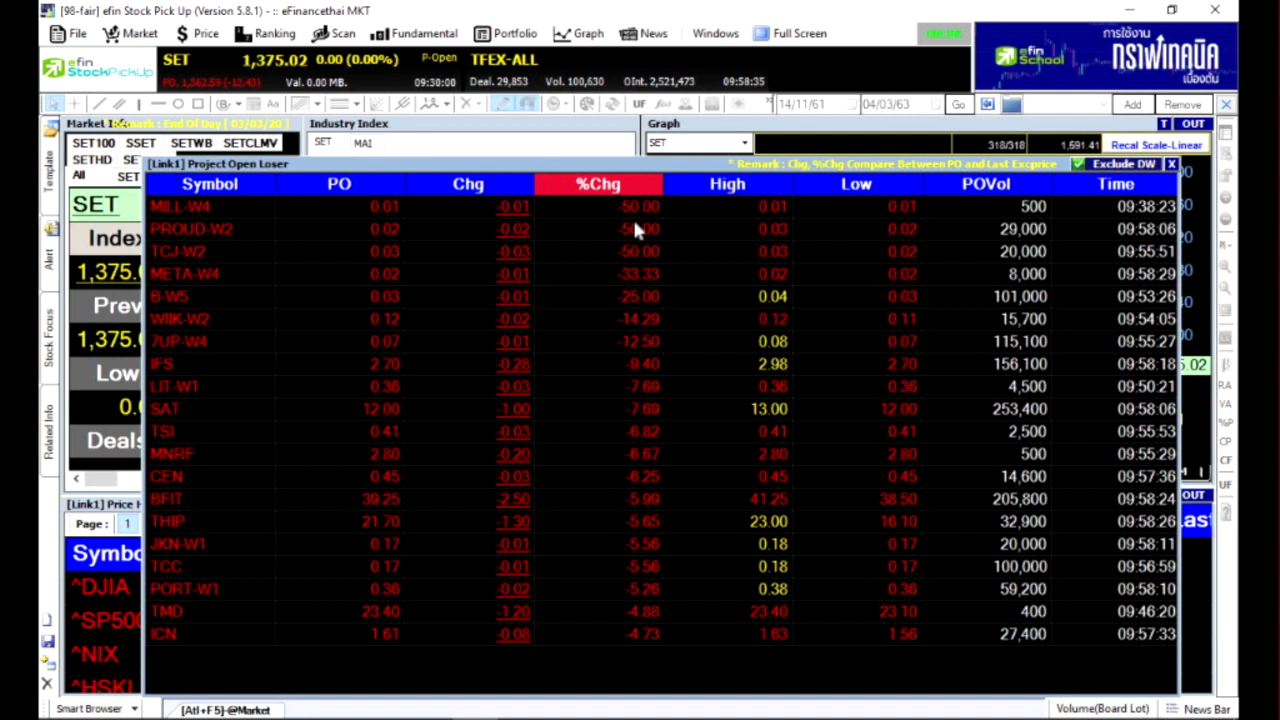 [98-fair] efin Stock Pick Up (Version 5.8.1) - :: eFinancethai MKT
File Market Price Ranking Scan Fundamental Portfolio Graph News Windows Full Screen ONLINE
efin StockPickUp SET 1,375.02 0.00 (0.00%) P-Open TFEX-ALL
PO. 1,362.59 (-12.43) Val. 0.00 MB. 09:30:00 Deal. 29,853 Vol. 100,630 OInt. 2,521,473 09:58:35
efin School การใช้งาน กราฟเทคนิค เบื้องต้น
UF 14/11/61 04/03/63 Go Add Remove
Remark : End Of Day [ 03/03/20 ] Industry Index Graph T OUT
SET100 SSET SETWB SETCLMV SET MAI SET 318/318 1,591.41 Recal Scale-Linear
SETHD
All SET
[Link1] Project Open Loser * Remark : Chg, %Chg Compare Between PO and Last Excprice Exclude DW X
Symbol PO Chg %Chg High Low POVol Time
MILL-W4 0.01 -0.01 -50.00 0.01 0.01 500 09:38:23
PROUD-W2 0.02 -0.02 0.03 0.02 29,000 09:58:06
TCJ-W2 0.03 -0.03 -50.00 0.03 0.03 20,000 09:55:51
META-W4 0.02 -0.01 -33.33 0.02 0.02 8,000 09:58:29
B-W5 0.03 -0.01 -25.00 0.04 0.03 101,000 09:53:26
WIIK-W2 0.12 -0.02 -14.29 0.12 0.11 15,700 09:54:05
7UP-W4 0.07 -0.01 -12.50 0.08 0.07 115,100 09:55:27
IFS 2.70 -0.28 -9.40 2.98 2.70 156,100 09:58:18
LIT-W1 0.36 -0.03 -7.69 0.36 0.36 4,500 09:50:21
SAT 12.00 -1.00 -7.69 13.00 12.00 253,400 09:58:06
TSI 0.41 -0.03 -6.82 0.41 0.41 2,500 09:55:53
MNRF 2.80 -0.20 -6.67 2.80 2.80 500 09:55:29
CEN 0.45 -0.03 -6.25 0.45 0.45 14,600 09:57:36
BFIT 39.25 -2.50 -5.99 41.25 38.50 205,800 09:58:24
THIP 21.70 -1.30 -5.65 23.00 16.10 32,900 09:58:26
JKN-W1 0.17 -0.01 -5.56 0.18 0.17 20,000 09:58:11
TCC 0.17 -0.01 -5.56 0.18 0.17 100,000 09:56:59
PORT-W1 0.36 -0.02 -5.26 0.38 0.36 59,200 09:58:10
TMD 23.40 -1.20 -4.88 23.40 23.10 400 09:46:20
ICN 1.61 -0.08 -4.73 1.63 1.56 27,400 09:57:33
SET
Index
1,375.
Prev
1,375.0
Low
0.0
Deals
[Link1] Price
Page : 1
Symbo
^DJIA
^SP500
^NIX
^HSKI
Template
Alert
Stock Focus
Related Info
OUT
RA
VA
%P
CP
CF
UF
Smart Browser [Atl+F5]-@Market Volume(Board Lot) News Bar